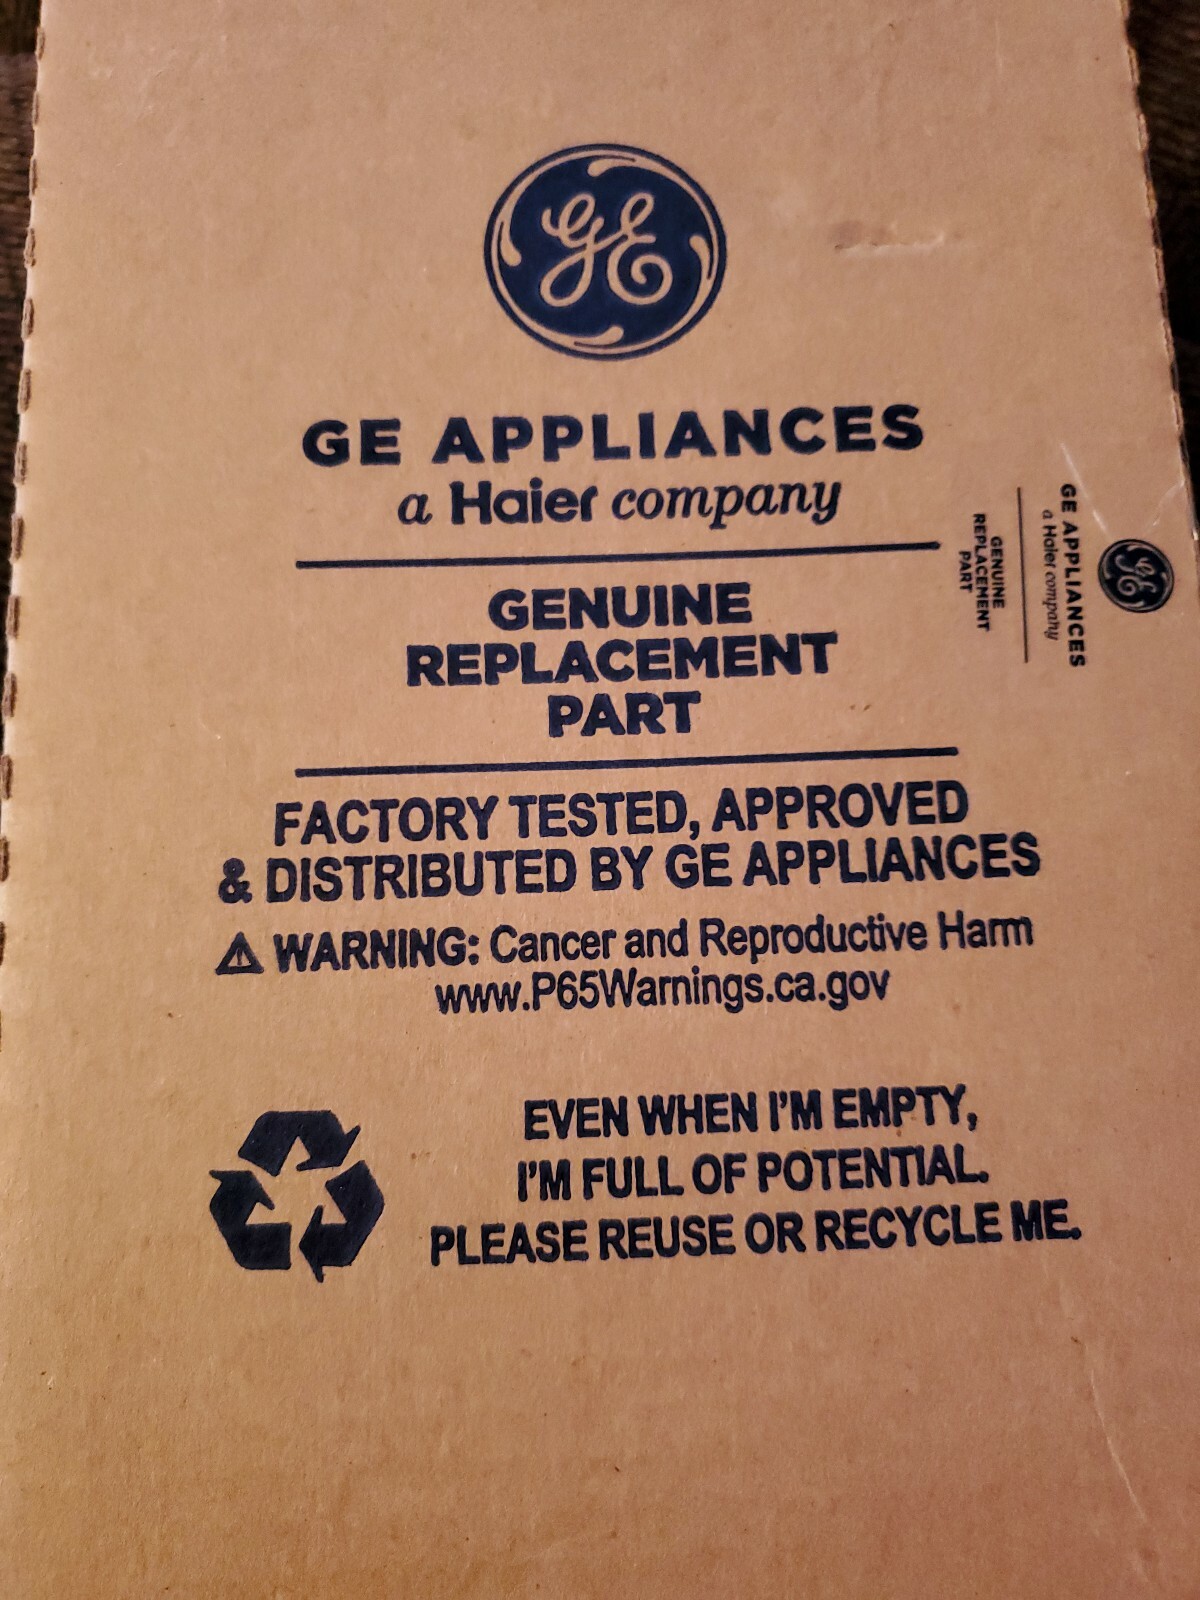 GE
GE APPLIANCES
a Haier company
GENUINE
REPLACEMENT
PART
FACTORY TESTED, APPROVED
& DISTRIBUTED BY GE APPLIANCES
⚠ WARNING: Cancer and Reproductive Harm
www.P65Warnings.ca.gov
EVEN WHEN I'M EMPTY,
I'M FULL OF POTENTIAL.
PLEASE REUSE OR RECYCLE ME.
GE
GE APPLIANCES
a Haier company
GENUINE
REPLACEMENT
PART